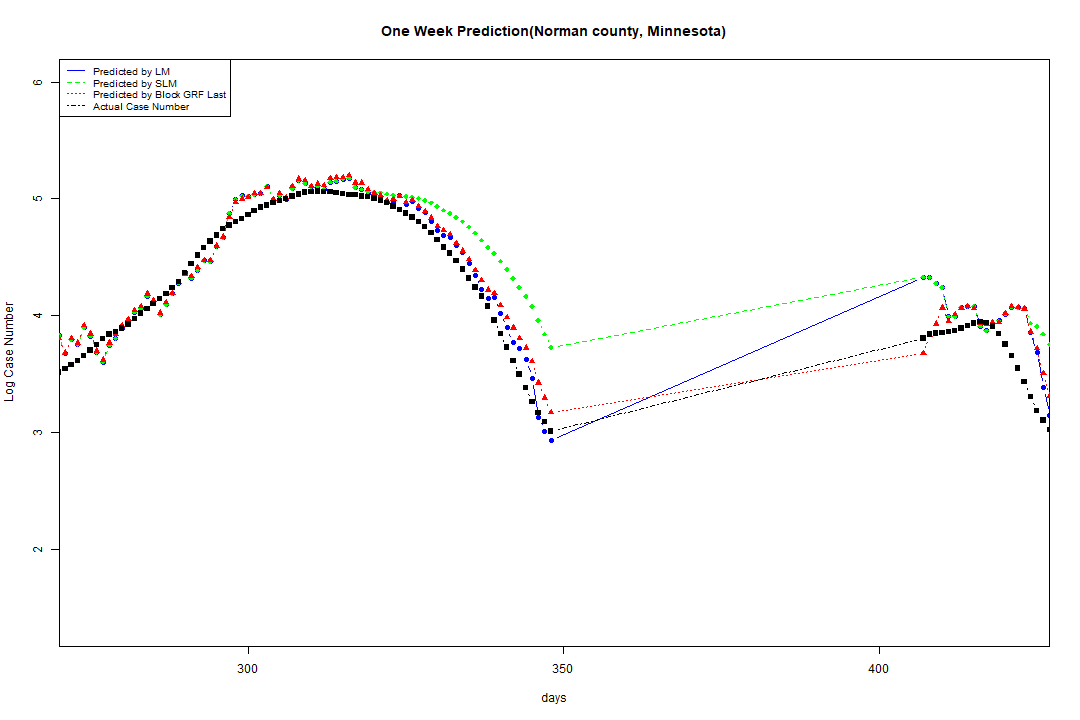 One Week Prediction(Norman county, Minnesota)
Predicted by LM
Predicted by SLM
Predicted by Block GRF Last
Actual Case Number
6
5
4
3
2
Log Case Number
300
350
400
days